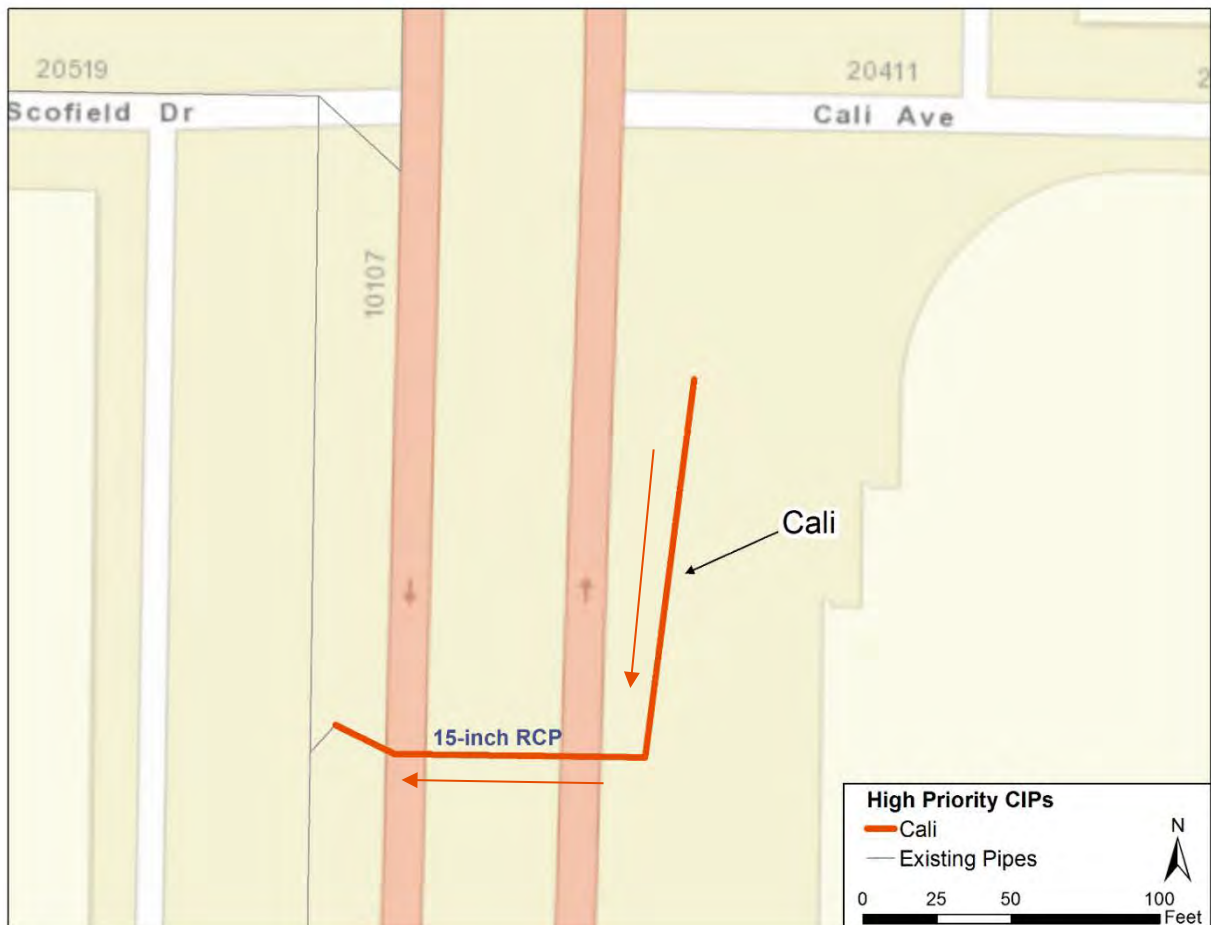 20519
20411
2
Scofield Dr
Cali Ave
10107
Cali
15-inch RCP
High Priority CIPs
Cali
N
Existing Pipes
0 25 50 100
Feet